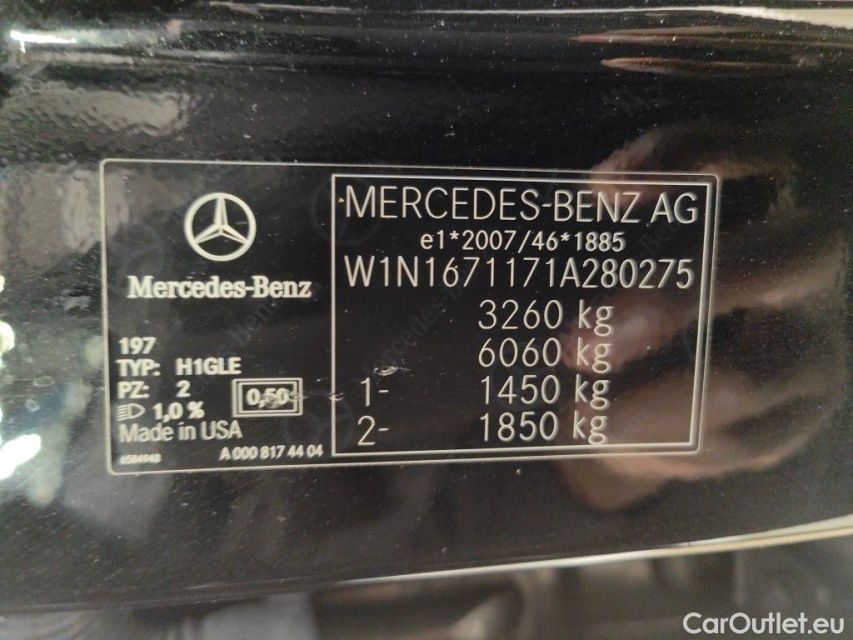 MERCEDES-BENZ AG
e1*2007/46*1885
W1N1671171A280275
3260 kg
6060 kg
1- 1450 kg
2- 1850 kg
Mercedes-Benz
197
TYP: H1GLE
PZ: 2
0,60
1,0 %
Made in USA
A 000 817 44 04
CarOutlet.eu